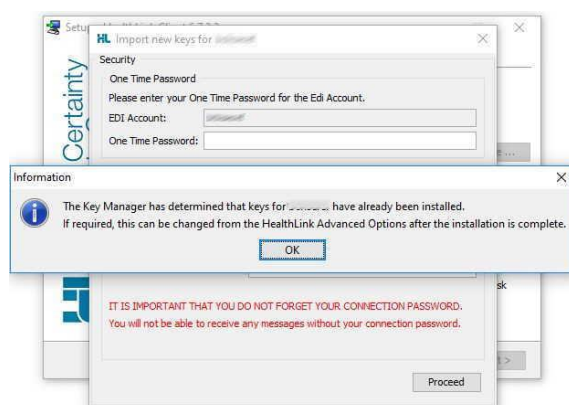 Setup
HL Import new keys for
Security
One Time Password
Please enter your One Time Password for the Edi Account.
EDI Account:
One Time Password:
Certainty
Information
The Key Manager has determined that keys for have already been installed.
If required, this can be changed from the HealthLink Advanced Options after the installation is complete.
OK
sk
IT IS IMPORTANT THAT YOU DO NOT FORGET YOUR CONNECTION PASSWORD.
You will not be able to receive any messages without your connection password.
Proceed